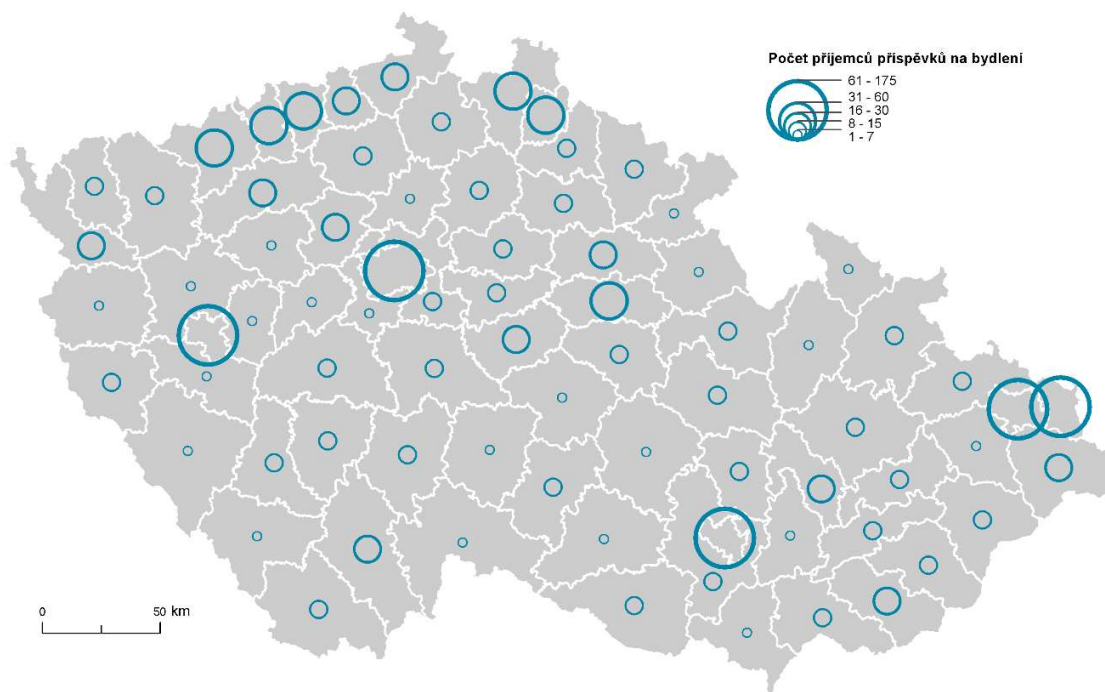 Počet příjemců příspěvků na bydlení
61 - 175
31 - 60
16 - 30
8 - 15
1 - 7
0 50 km